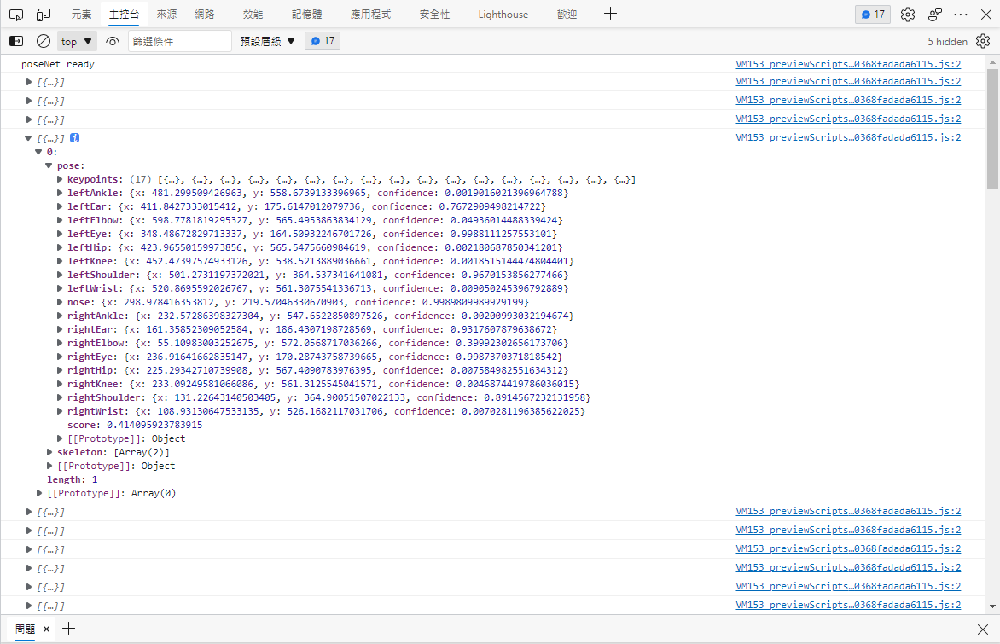 元素 主控台 來源 網路 效能 記憶體 應用程式 安全性 Lighthouse 歡迎 17
top 篩選條件 預設層級 17 5 hidden
poseNet ready VM153 previewScripts…0368fadada6115.js:2
[{…}] VM153 previewScripts…0368fadada6115.js:2
[{…}] VM153 previewScripts…0368fadada6115.js:2
[{…}] VM153 previewScripts…0368fadada6115.js:2
[{…}] i VM153 previewScripts…0368fadada6115.js:2
0:
pose:
keypoints: (17) [{…}, {…}, {…}, {…}, {…}, {…}, {…}, {…}, {…}, {…}, {…}, {…}, {…}, {…}, {…}, {…}, {…}]
leftAnkle: {x: 481.299509426963, y: 558.6739133396965, confidence: 0.0019016021396964788}
leftEar: {x: 411.8427333015412, y: 175.6147012079736, confidence: 0.7672909498214722}
leftElbow: {x: 598.7781819295327, y: 565.4953863834129, confidence: 0.04936014488339424}
leftEye: {x: 348.48672829713337, y: 164.50932246701726, confidence: 0.9988111257553101}
leftHip: {x: 423.96550159973856, y: 565.5475660984619, confidence: 0.002180687850341201}
leftKnee: {x: 452.47397574933126, y: 538.5213889036661, confidence: 0.0018515144474804401}
leftShoulder: {x: 501.2731197372021, y: 364.537341641081, confidence: 0.9670153856277466}
leftWrist: {x: 520.8695592026767, y: 561.3075541336713, confidence: 0.009050245396792889}
nose: {x: 298.978416353812, y: 219.57046330670903, confidence: 0.9989809989929199}
rightAnkle: {x: 232.57286398327304, y: 547.6522850897526, confidence: 0.00200993032194674}
rightEar: {x: 161.35852309052584, y: 186.4307198728569, confidence: 0.9317607879638672}
rightElbow: {x: 55.10983003252675, y: 572.0568717036266, confidence: 0.39992302656173706}
rightEye: {x: 236.91641662835147, y: 170.28743758739665, confidence: 0.9987370371818542}
rightHip: {x: 225.29342710739908, y: 567.4090783976395, confidence: 0.007584982551634312}
rightKnee: {x: 233.09249581066086, y: 561.3125545041571, confidence: 0.0046874419786036015}
rightShoulder: {x: 131.22643140503405, y: 364.90051507022133, confidence: 0.8914567232131958}
rightWrist: {x: 108.93130647533135, y: 526.1682117031706, confidence: 0.0070281196385622025}
score: 0.414095923783915
[[Prototype]]: Object
skeleton: [Array(2)]
[[Prototype]]: Object
length: 1
[[Prototype]]: Array(0)
[{…}] VM153 previewScripts…0368fadada6115.js:2
[{…}] VM153 previewScripts…0368fadada6115.js:2
[{…}] VM153 previewScripts…0368fadada6115.js:2
[{…}] VM153 previewScripts…0368fadada6115.js:2
[{…}] VM153 previewScripts…0368fadada6115.js:2
[{…}] VM153 previewScripts…0368fadada6115.js:2
問題